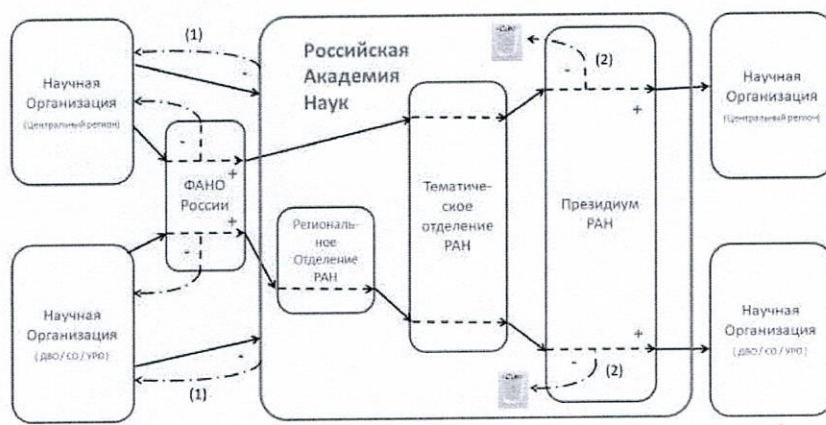 (1)
Российская
Академия
Наук
(2)
Научная
Организация
(Центральный регион)
-
-
-
+
Научная
Организация
(Центральный регион)
ФАНО
России
+
+
-
Тематиче-
ское
отделение
РАН
Президиум
РАН
Региональ-
ное
Отделение
РАН
Научная
Организация
( ДВО / СО / УРО)
-
(1)
+
-
(2)
Научная
Организация
( ДВО / СО / УРО)